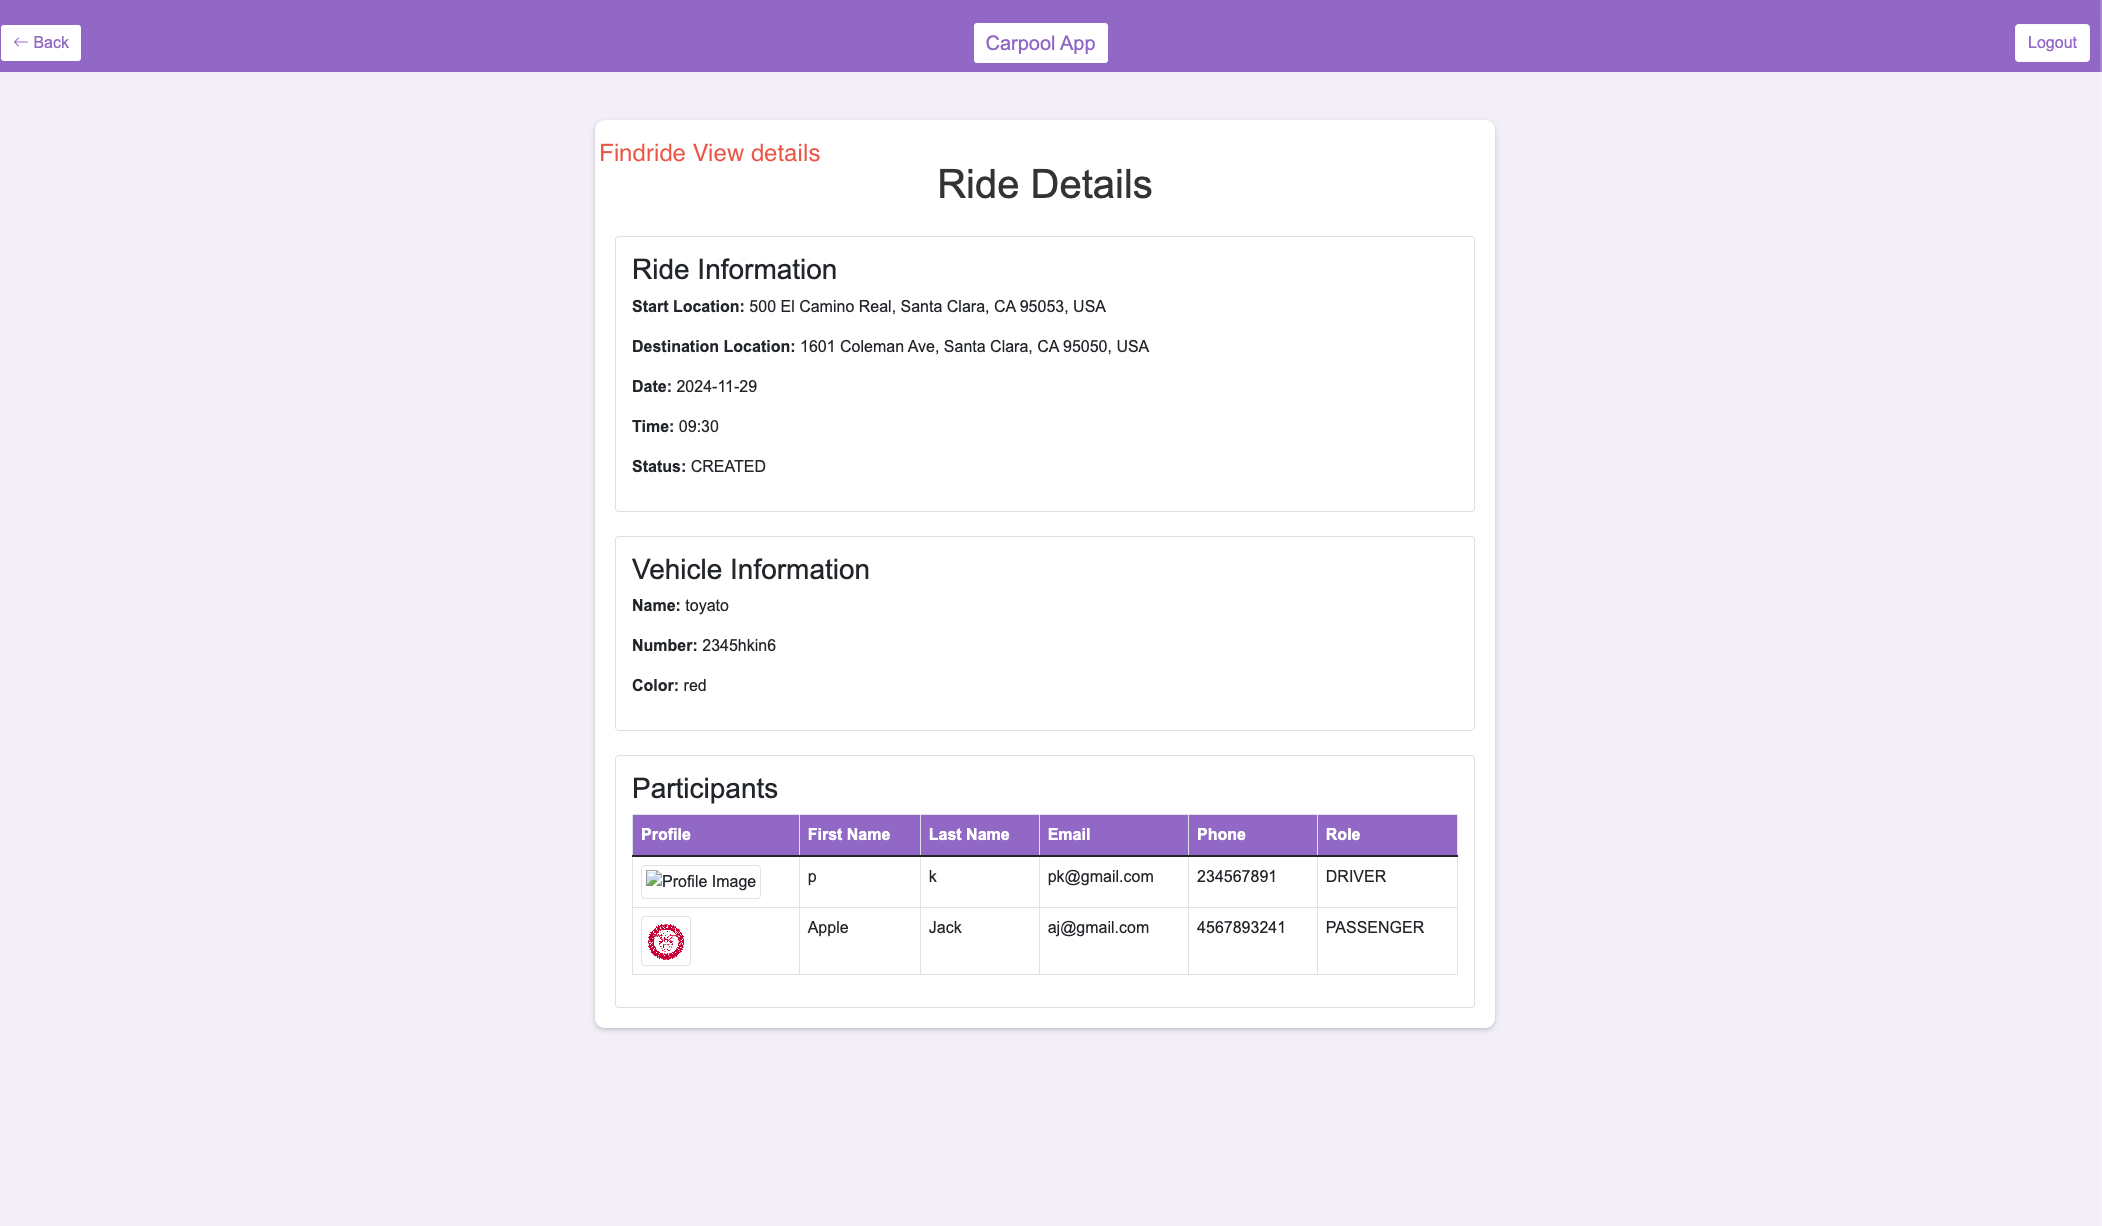 ← Back
Carpool App
Logout
Findride View details
Ride Details
Ride Information
Start Location: 500 El Camino Real, Santa Clara, CA 95053, USA
Destination Location: 1601 Coleman Ave, Santa Clara, CA 95050, USA
Date: 2024-11-29
Time: 09:30
Status: CREATED
Vehicle Information
Name: toyato
Number: 2345hkin6
Color: red
Participants
Profile First Name Last Name Email Phone Role
Profile Image p k pk@gmail.com 234567891 DRIVER
Apple Jack aj@gmail.com 4567893241 PASSENGER